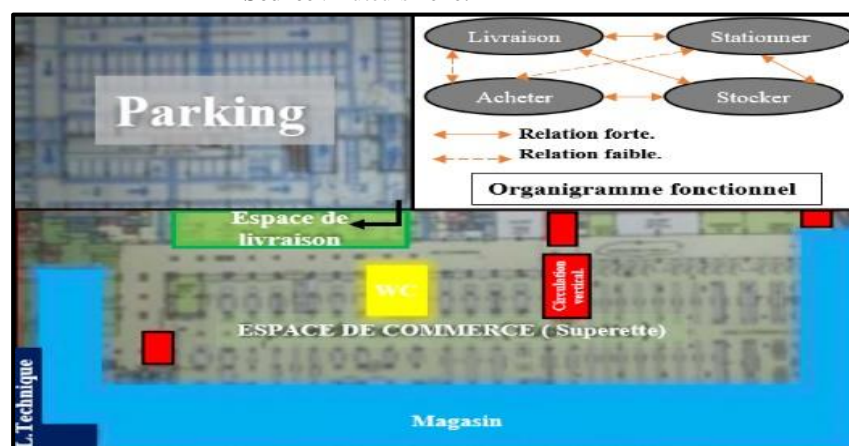 Livraison
Stationner
Acheter
Stocker
Parking
Relation forte.
Relation faible.
Organigramme fonctionnel
Espace de
livraison
WC
Circulation
vertical.
ESPACE DE COMMERCE ( Superette)
L.Technique
Magasin